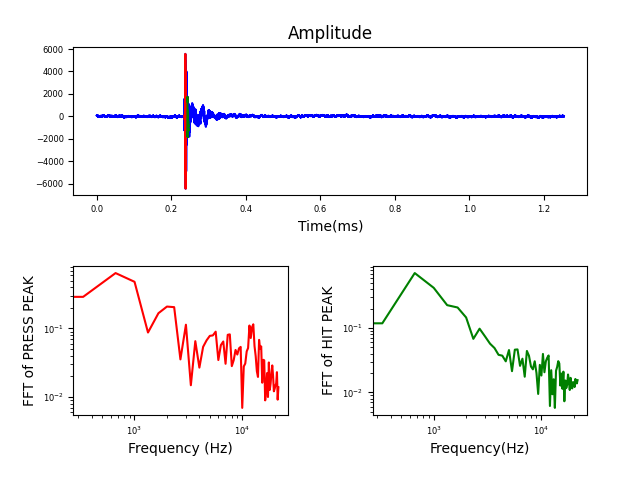 Amplitude
6000
4000
2000
0
−2000
−4000
−6000
0.0 0.2 0.4 0.6 0.8 1.0 1.2
Time(ms)
FFT of PRESS PEAK
10⁻¹
10⁻²
10³ 10⁴
Frequency (Hz)
FFT of HIT PEAK
10⁻¹
10⁻²
10³ 10⁴
Frequency(Hz)